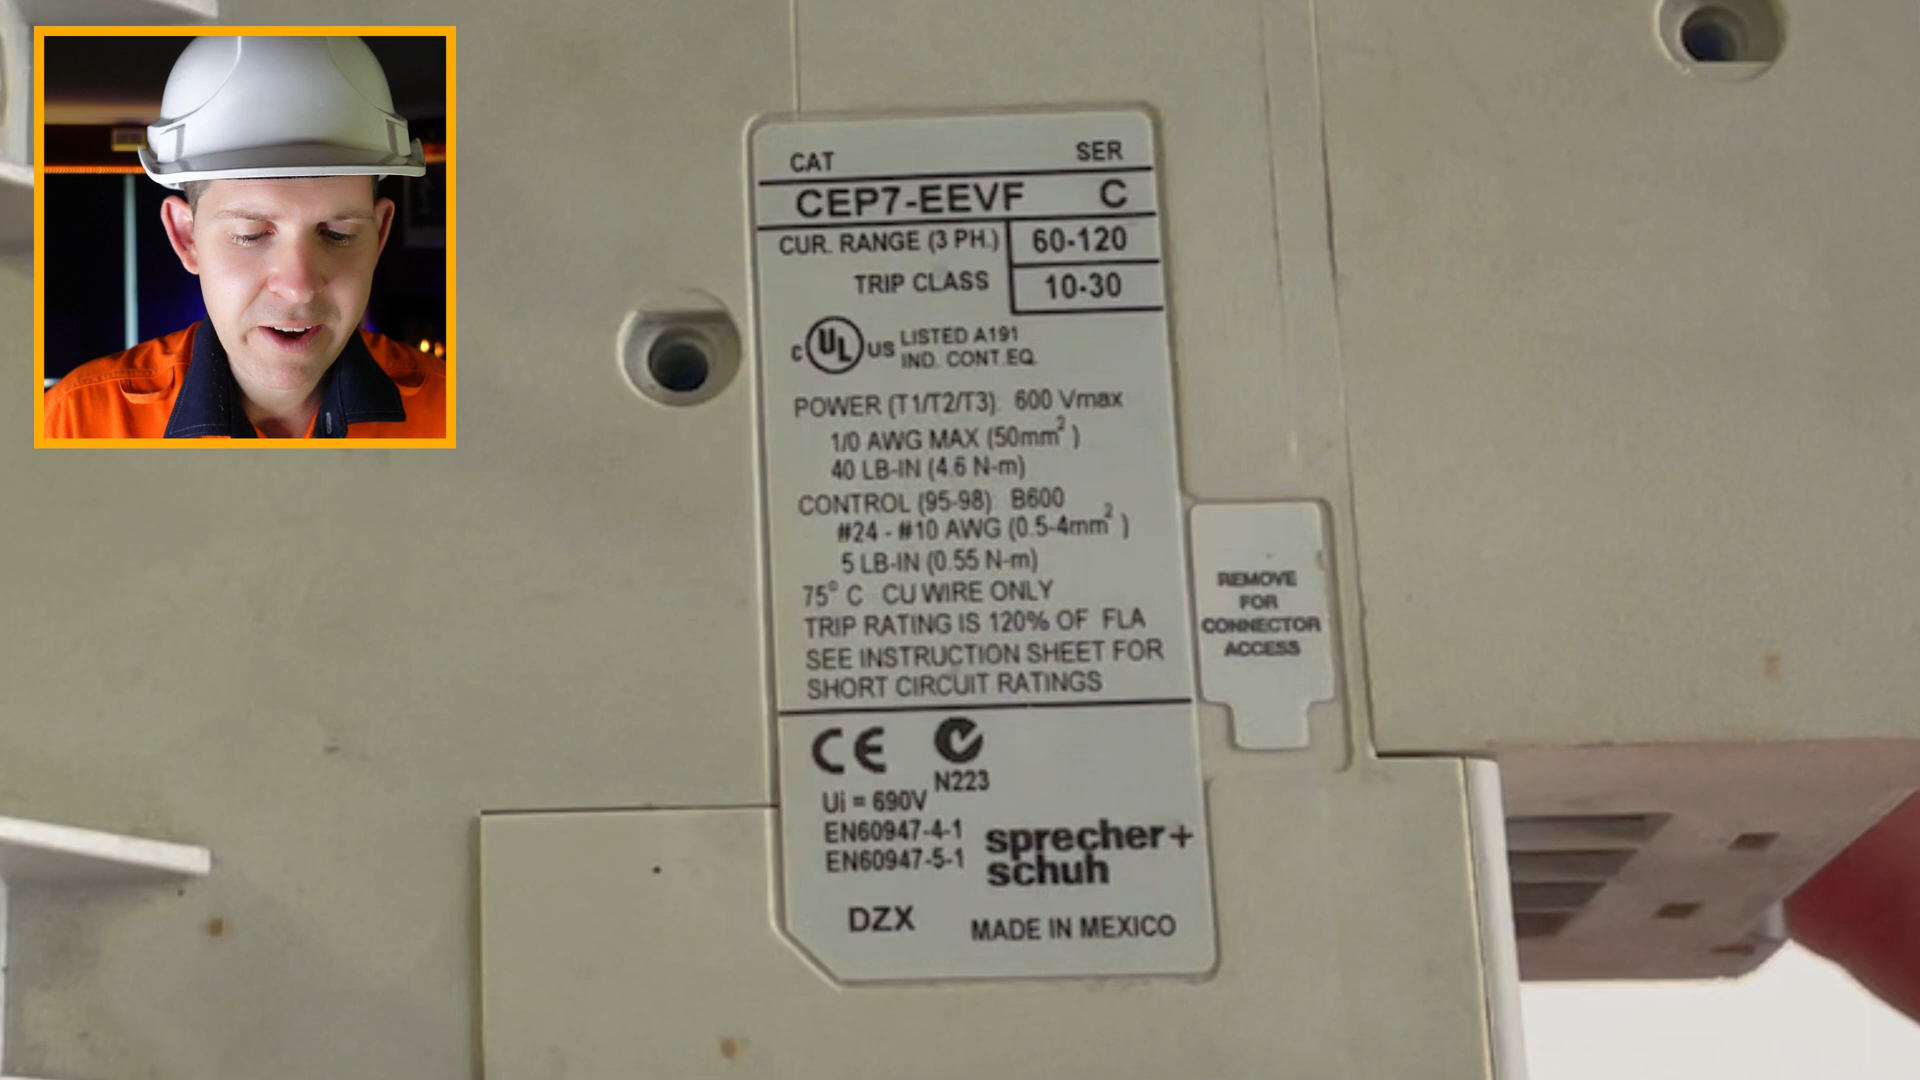 CAT SER
CEP7-EEVF C
CUR. RANGE (3 PH.) 60-120
TRIP CLASS 10-30
C UL US LISTED A191
IND. CONT.EQ.
POWER (T1/T2/T3): 600 Vmax
1/0 AWG MAX (50mm²)
40 LB-IN (4.6 N-m)
CONTROL (95-98): B600
#24 - #10 AWG (0.5-4mm²)
5 LB-IN (0.55 N-m)
75° C CU WIRE ONLY
TRIP RATING IS 120% OF FLA
SEE INSTRUCTION SHEET FOR
SHORT CIRCUIT RATINGS
CE
N223
Ui = 690V
EN60947-4-1
EN60947-5-1
sprecher+
schuh
DZX MADE IN MEXICO
REMOVE
FOR
CONNECTOR
ACCESS